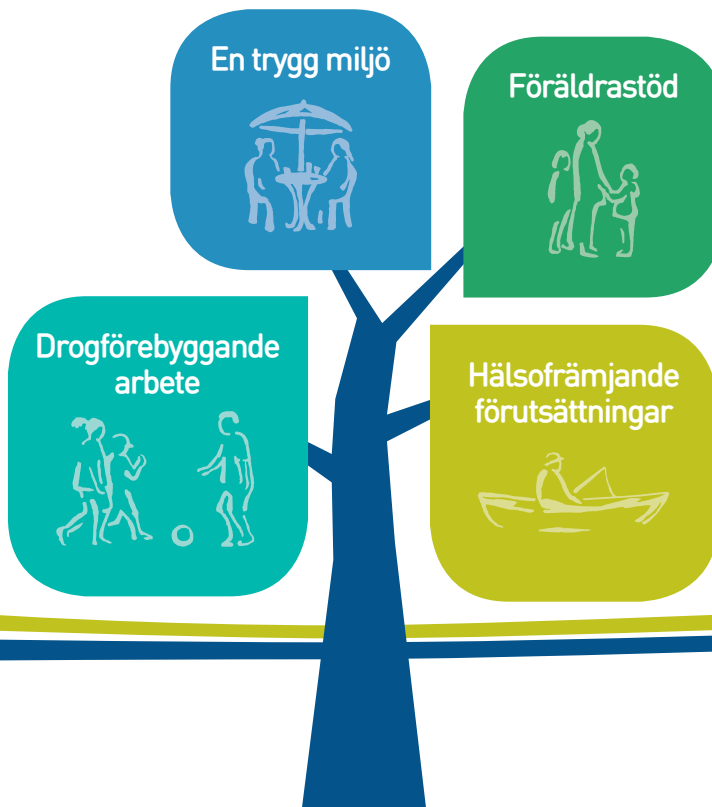 En trygg miljö
Föräldrastöd
Drogförebyggande
arbete
Hälsofrämjande
förutsättningar